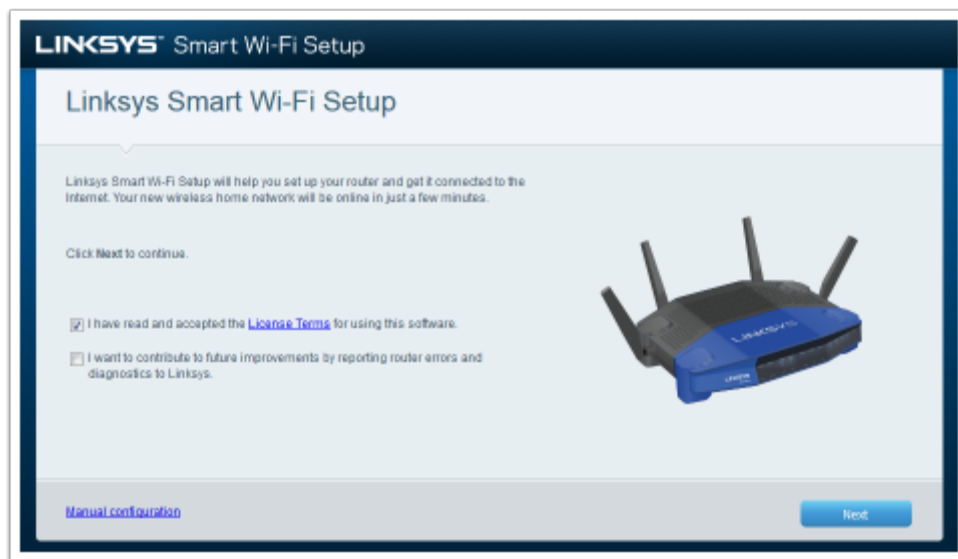 LINKSYS™ Smart Wi-Fi Setup
Linksys Smart Wi-Fi Setup
Linksys Smart Wi-Fi Setup will help you set up your router and get it connected to the
Internet. Your new wireless home network will be online in just a few minutes.
Click Next to continue.
I have read and accepted the License Terms for using this software.
I want to contribute to future improvements by reporting router errors and
diagnostics to Linksys.
LINKSYS
LINKSYS
Manual configuration
Next